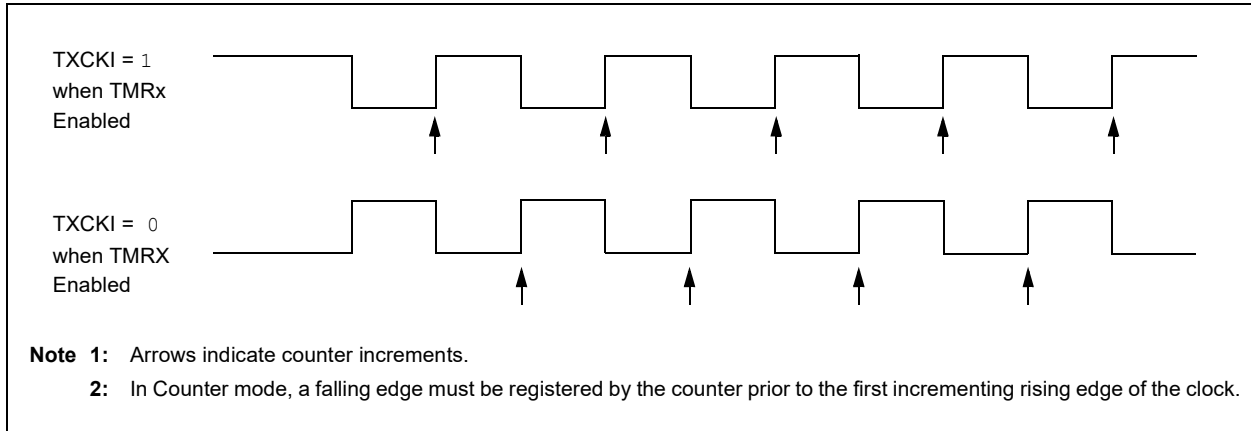 TXCKI = 1
when TMRx
Enabled
TXCKI = 0
when TMRX
Enabled
Note 1: Arrows indicate counter increments.
2: In Counter mode, a falling edge must be registered by the counter prior to the first incrementing rising edge of the clock.